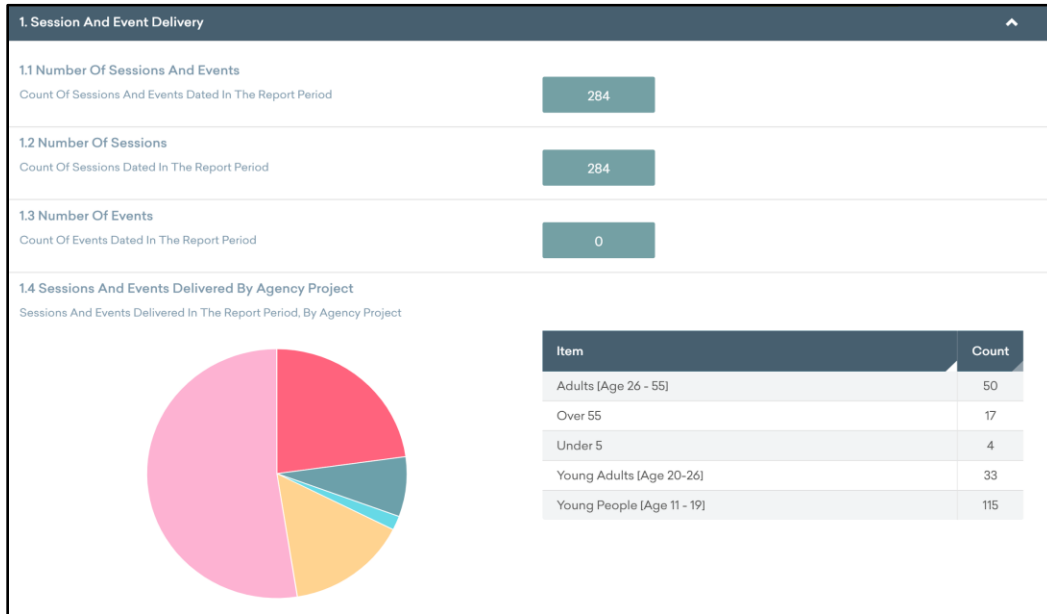 1. Session And Event Delivery
1.1 Number Of Sessions And Events
Count Of Sessions And Events Dated In The Report Period
284
1.2 Number Of Sessions
Count Of Sessions Dated In The Report Period
284
1.3 Number Of Events
Count Of Events Dated In The Report Period
0
1.4 Sessions And Events Delivered By Agency Project
Sessions And Events Delivered In The Report Period, By Agency Project
Item Count
Adults [Age 26 - 55] 50
Over 55 17
Under 5 4
Young Adults [Age 20-26] 33
Young People [Age 11 - 19] 115